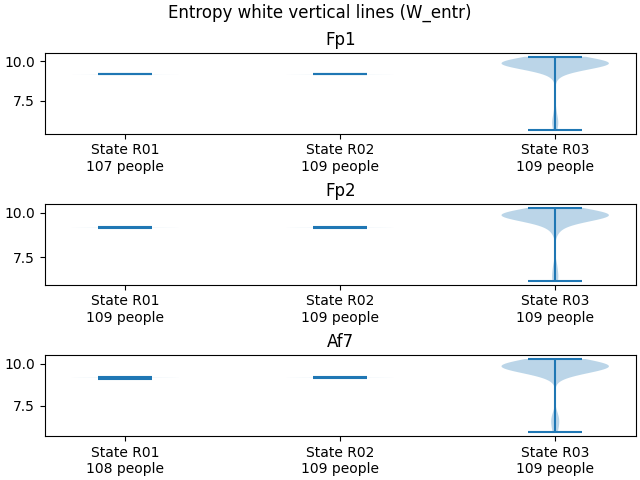 Entropy white vertical lines (W_entr)
Fp1
10.0
7.5
State R01 State R02 State R03
107 people 109 people 109 people
Fp2
10.0
7.5
State R01 State R02 State R03
109 people 109 people 109 people
Af7
10.0
7.5
State R01 State R02 State R03
108 people 109 people 109 people